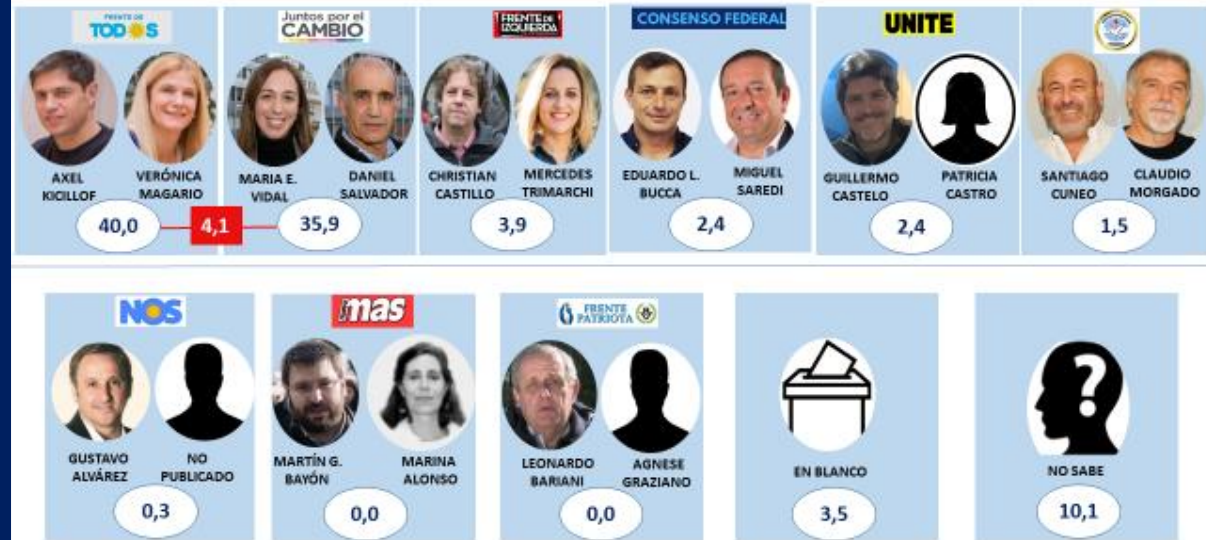 FRENTE DE
TODOS
Juntos por el
CAMBIO
FRENTE DE
IZQUIERDA
CONSENSO FEDERAL
UNITE
AXEL
KICILLOF
VERÓNICA
MAGARIO
MARIA E.
VIDAL
DANIEL
SALVADOR
CHRISTIAN
CASTILLO
MERCEDES
TRIMARCHI
EDUARDO L.
BUCCA
MIGUEL
SAREDI
GUILLERMO
CASTELO
PATRICIA
CASTRO
SANTIAGO
CUNEO
CLAUDIO
MORGADO
40,0
4,1
35,9
3,9
2,4
2,4
1,5
NOS
mas
FRENTE
PATRIOTA
?
GUSTAVO
ALVÁREZ
NO
PUBLICADO
MARTÍN G.
BAYÓN
MARINA
ALONSO
LEONARDO
BARIANI
AGNESE
GRAZIANO
EN BLANCO
NO SABE
0,3
0,0
0,0
3,5
10,1